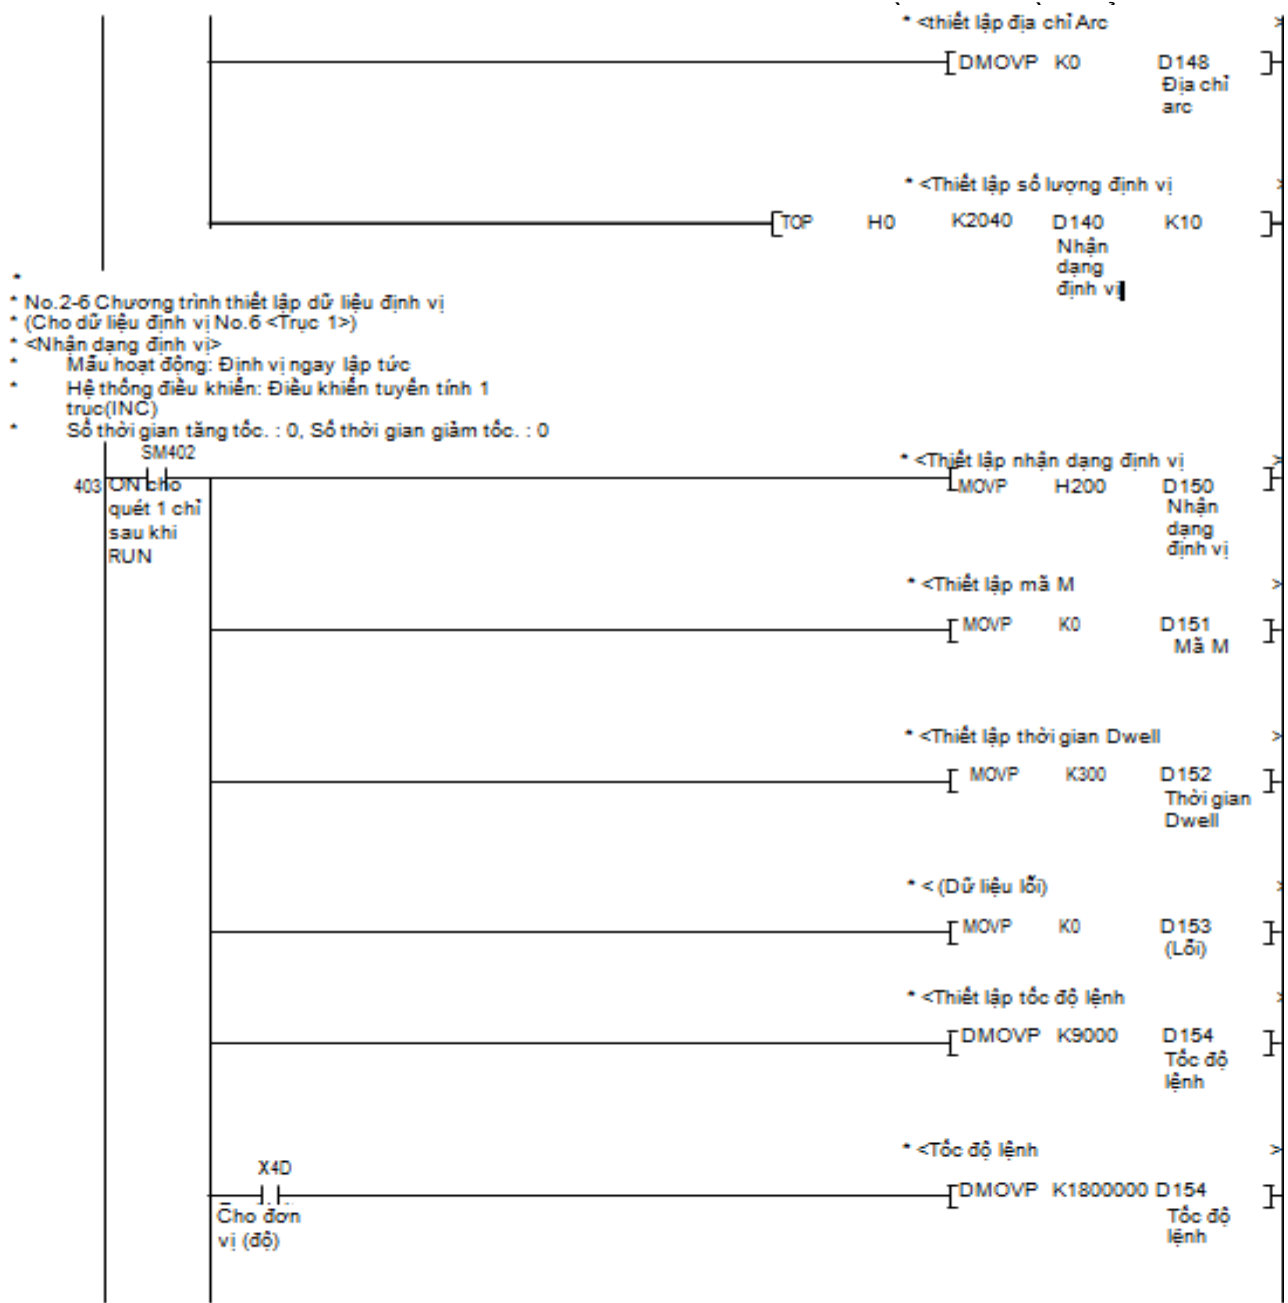 * <thiết lập địa chỉ Arc >
DMOVP K0 D148
Địa chỉ
arc
* <Thiết lập số lượng định vị >
TOP H0 K2040 D140 K10
Nhận
dạng
định vị
*
* No.2-6 Chương trình thiết lập dữ liệu định vị
* (Cho dữ liệu định vị No.6 <Trục 1>)
* <Nhận dạng định vị>
* Mẫu hoạt động: Định vị ngay lập tức
* Hệ thống điều khiển: Điều khiển tuyến tính 1
trục(INC)
* Số thời gian tăng tốc. : 0, Số thời gian giảm tốc. : 0
SM402
* <Thiết lập nhận dạng định vị >
403 ON cho
quét 1 chỉ
sau khi
RUN
MOVP H200 D150
Nhận
dạng
định vị
* <Thiết lập mã M >
MOVP K0 D151
Mã M
* <Thiết lập thời gian Dwell >
MOVP K300 D152
Thời gian
Dwell
* < (Dữ liệu lỗi) >
MOVP K0 D153
(Lỗi)
* <Thiết lập tốc độ lệnh >
DMOVP K9000 D154
Tốc độ
lệnh
* <Tốc độ lệnh >
X4D
DMOVP K1800000 D154
Cho đơn
vị (độ)
Tốc độ
lệnh